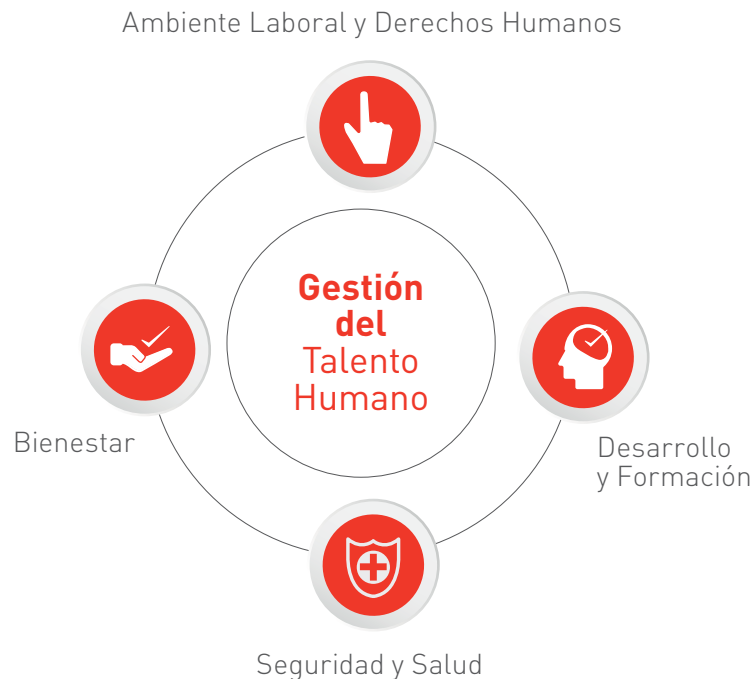 Ambiente Laboral y Derechos Humanos
Gestión
del
Talento
Humano
Bienestar
Desarrollo
y Formación
Seguridad y Salud